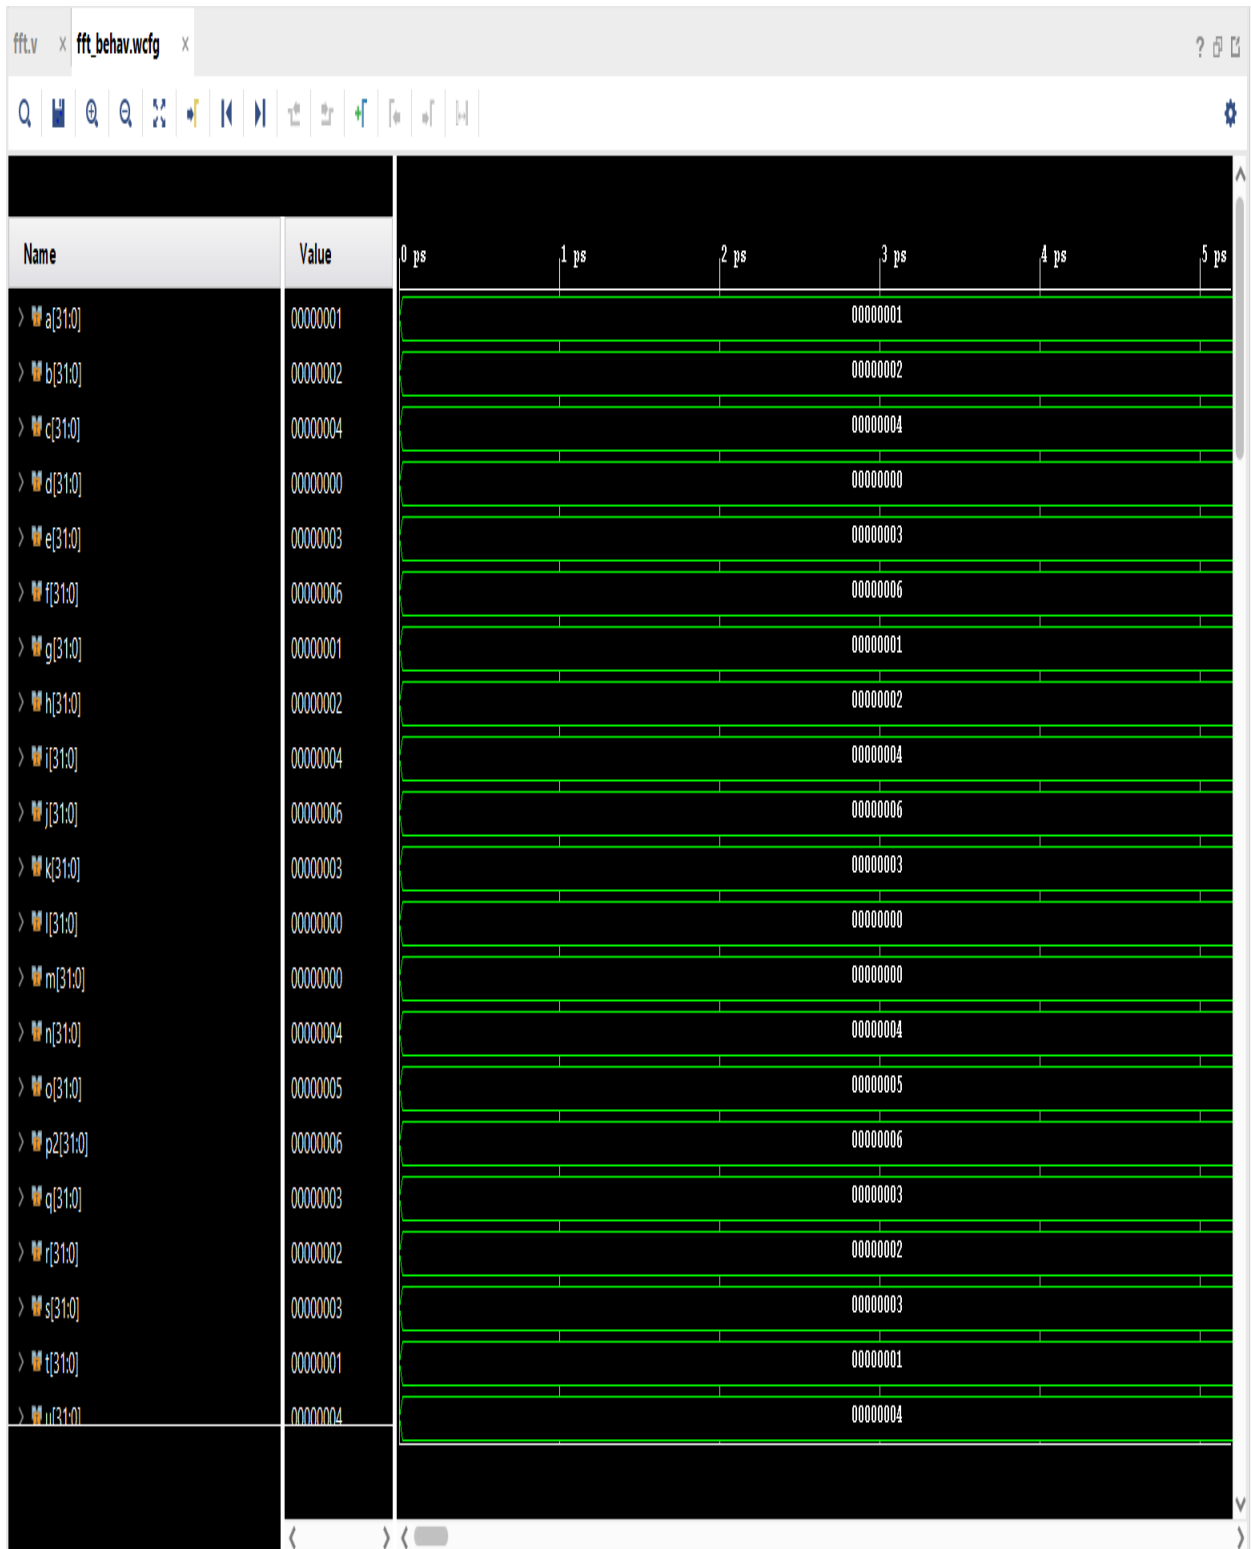 fft.v × fft_behav.wcfg × ?
Name Value 0 ps 1 ps 2 ps 3 ps 4 ps 5 ps
a[31:0] 00000001 00000001
b[31:0] 00000002 00000002
c[31:0] 00000004 00000004
d[31:0] 00000000 00000000
e[31:0] 00000003 00000003
f[31:0] 00000006 00000006
g[31:0] 00000001 00000001
h[31:0] 00000002 00000002
i[31:0] 00000004 00000004
j[31:0] 00000006 00000006
k[31:0] 00000003 00000003
l[31:0] 00000000 00000000
m[31:0] 00000000 00000000
n[31:0] 00000004 00000004
o[31:0] 00000005 00000005
p2[31:0] 00000006 00000006
q[31:0] 00000003 00000003
r[31:0] 00000002 00000002
s[31:0] 00000003 00000003
t[31:0] 00000001 00000001
u[31:0] 00000004 00000004